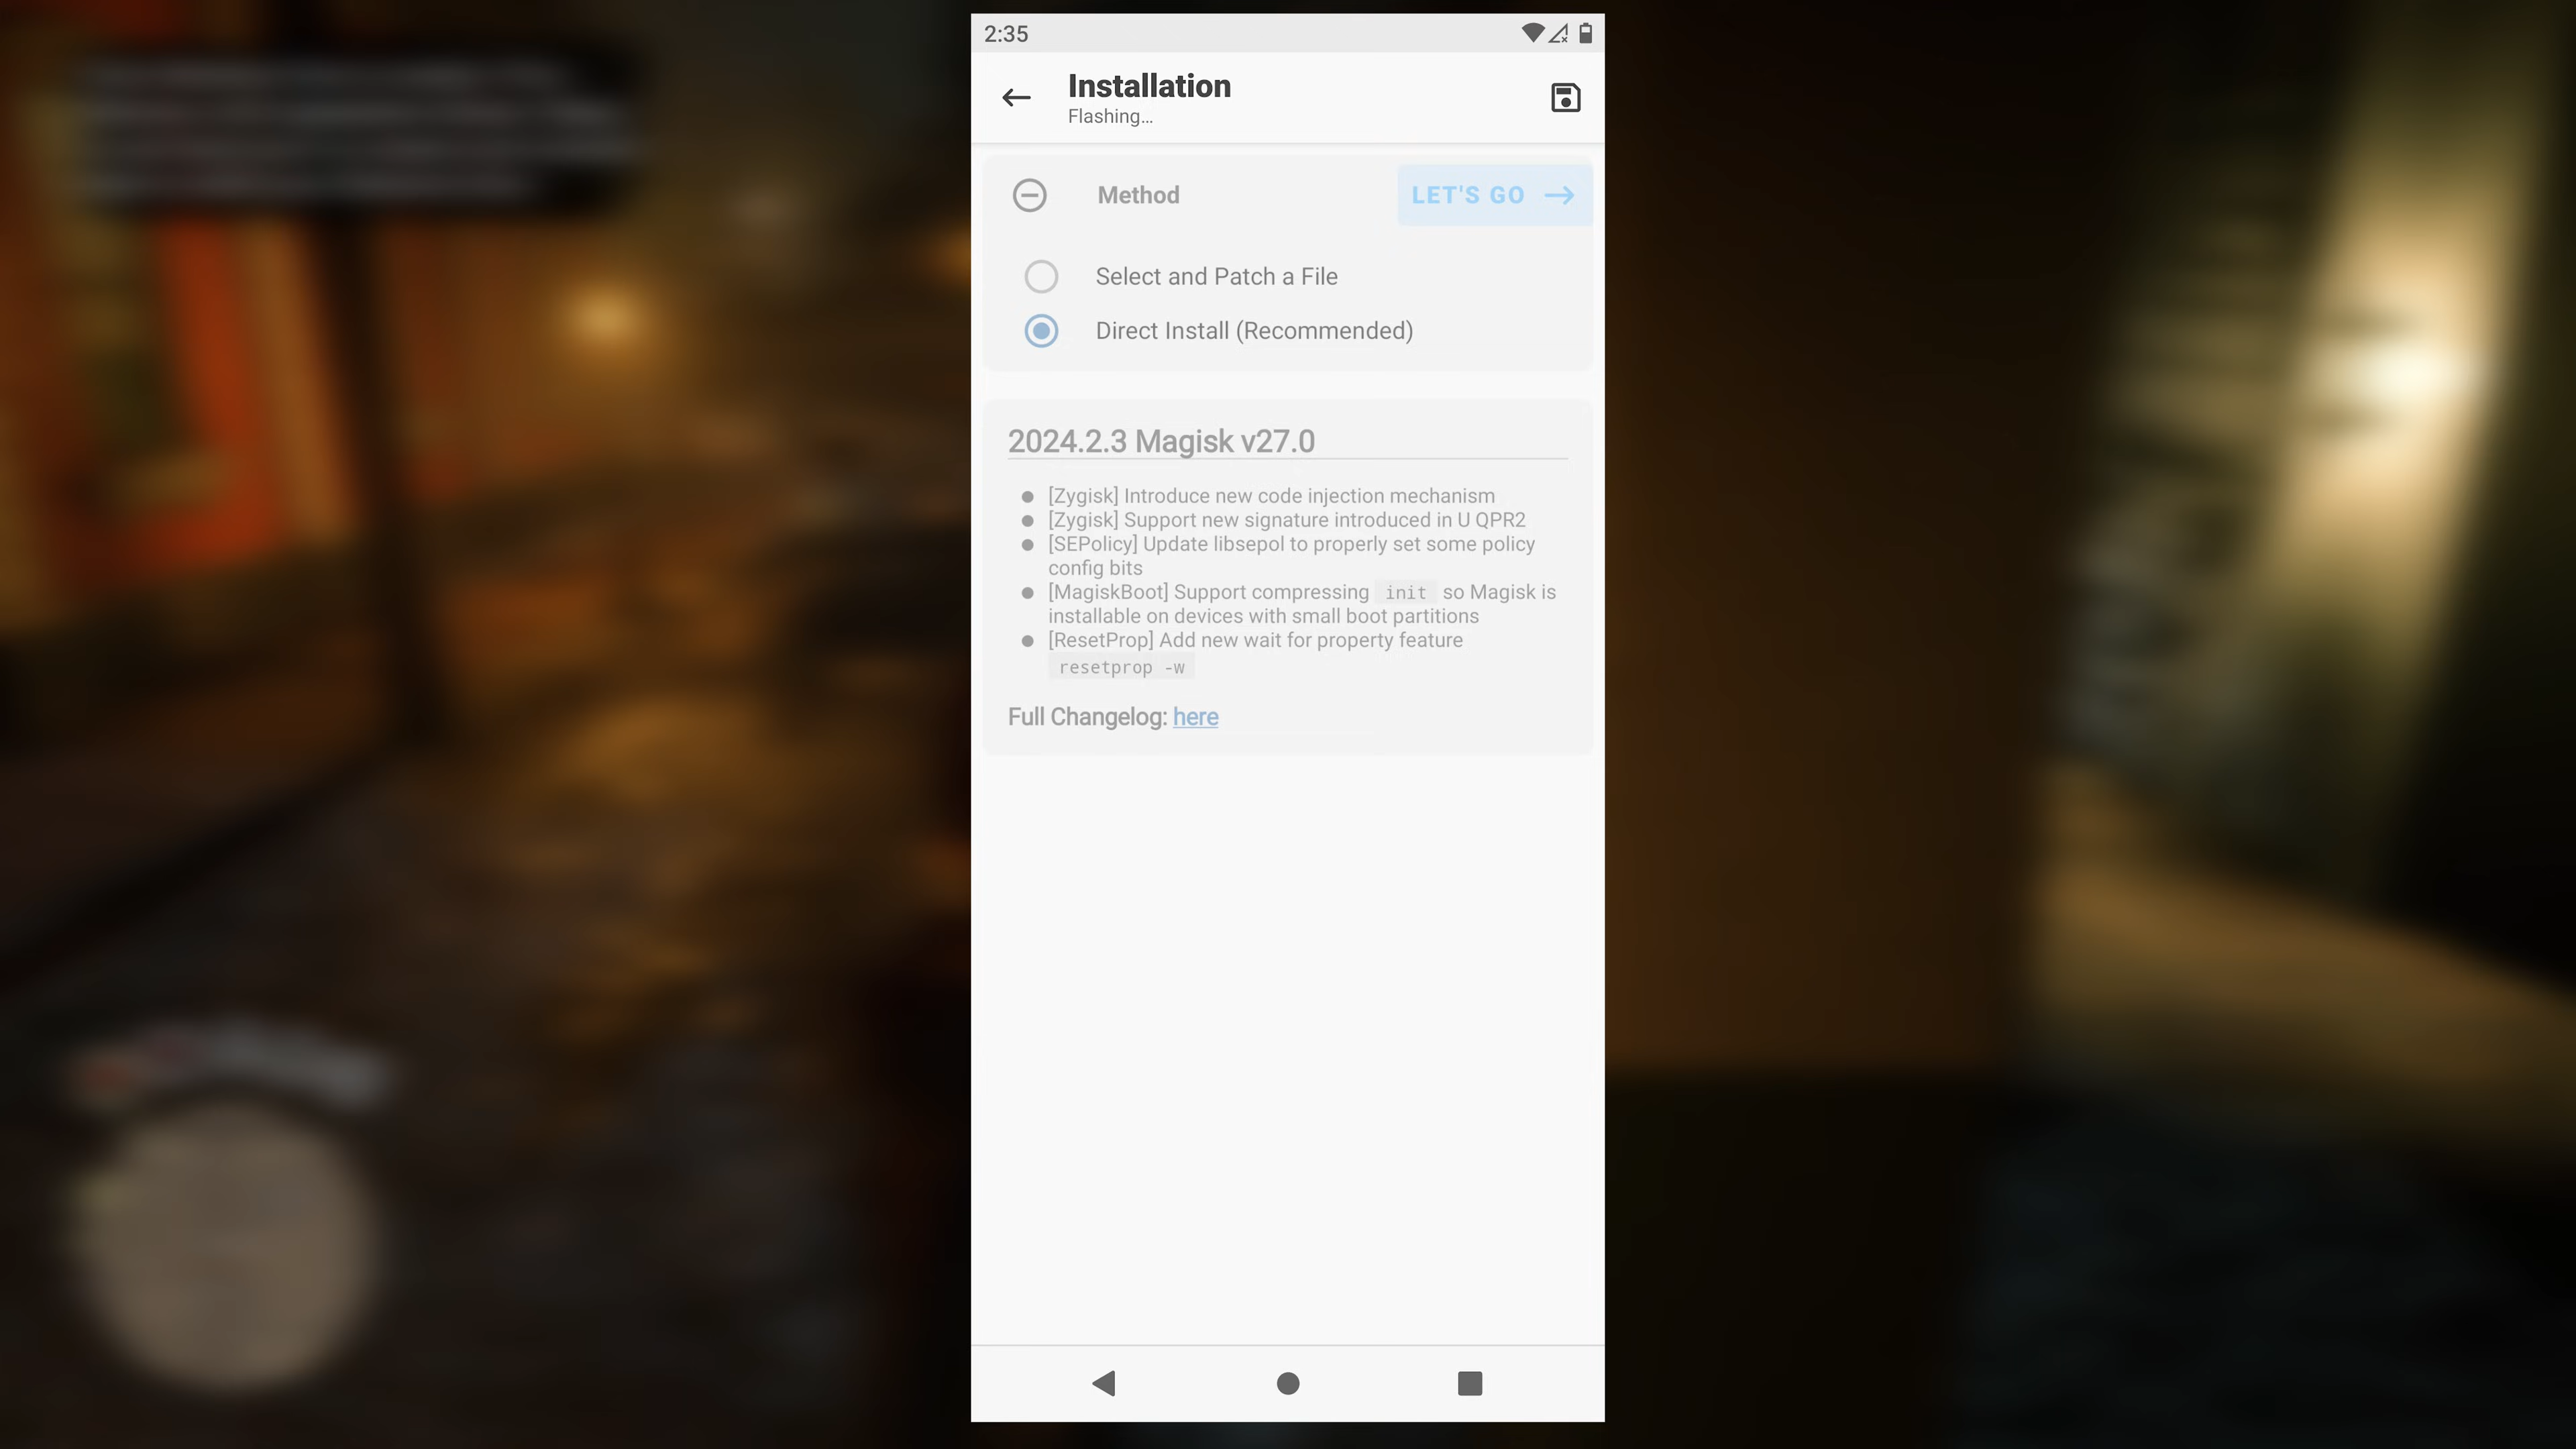 2:35
Installation
Flashing...
Method
LET'S GO
Select and Patch a File
Direct Install (Recommended)
2024.2.3 Magisk v27.0
[Zygisk] Introduce new code injection mechanism
[Zygisk] Support new signature introduced in U QPR2
[SEPolicy] Update libsepol to properly set some policy
config bits
[MagiskBoot] Support compressing init so Magisk is
installable on devices with small boot partitions
[ResetProp] Add new wait for property feature
resetprop -w
Full Changelog: here